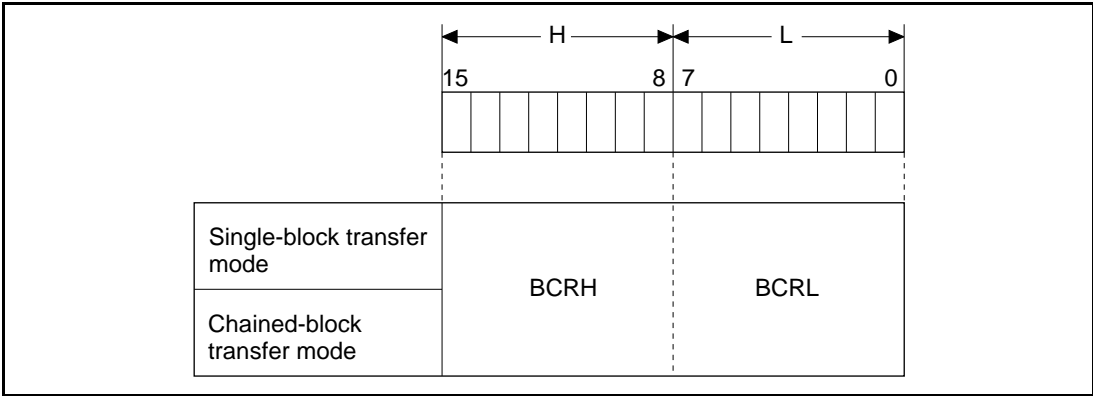 H
L
15
8
7
0
Single-block transfer
mode
BCRH
BCRL
Chained-block
transfer mode